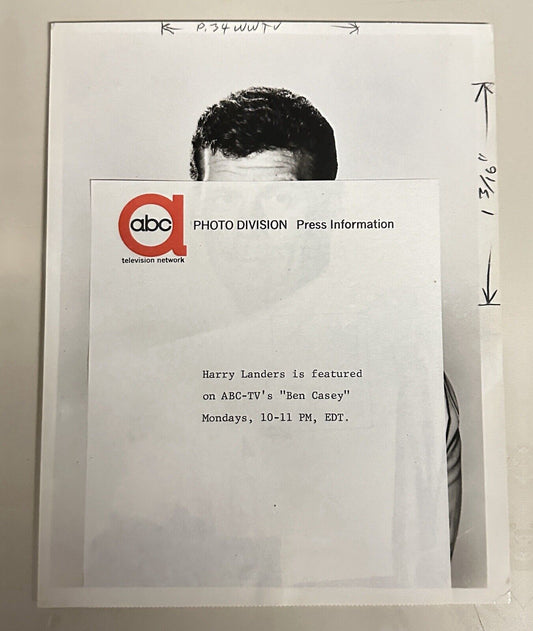 P.34 WWTV
1 3/16"
abc
PHOTO DIVISION Press Information
television network
Harry Landers is featured
on ABC-TV's "Ben Casey"
Mondays, 10-11 PM, EDT.